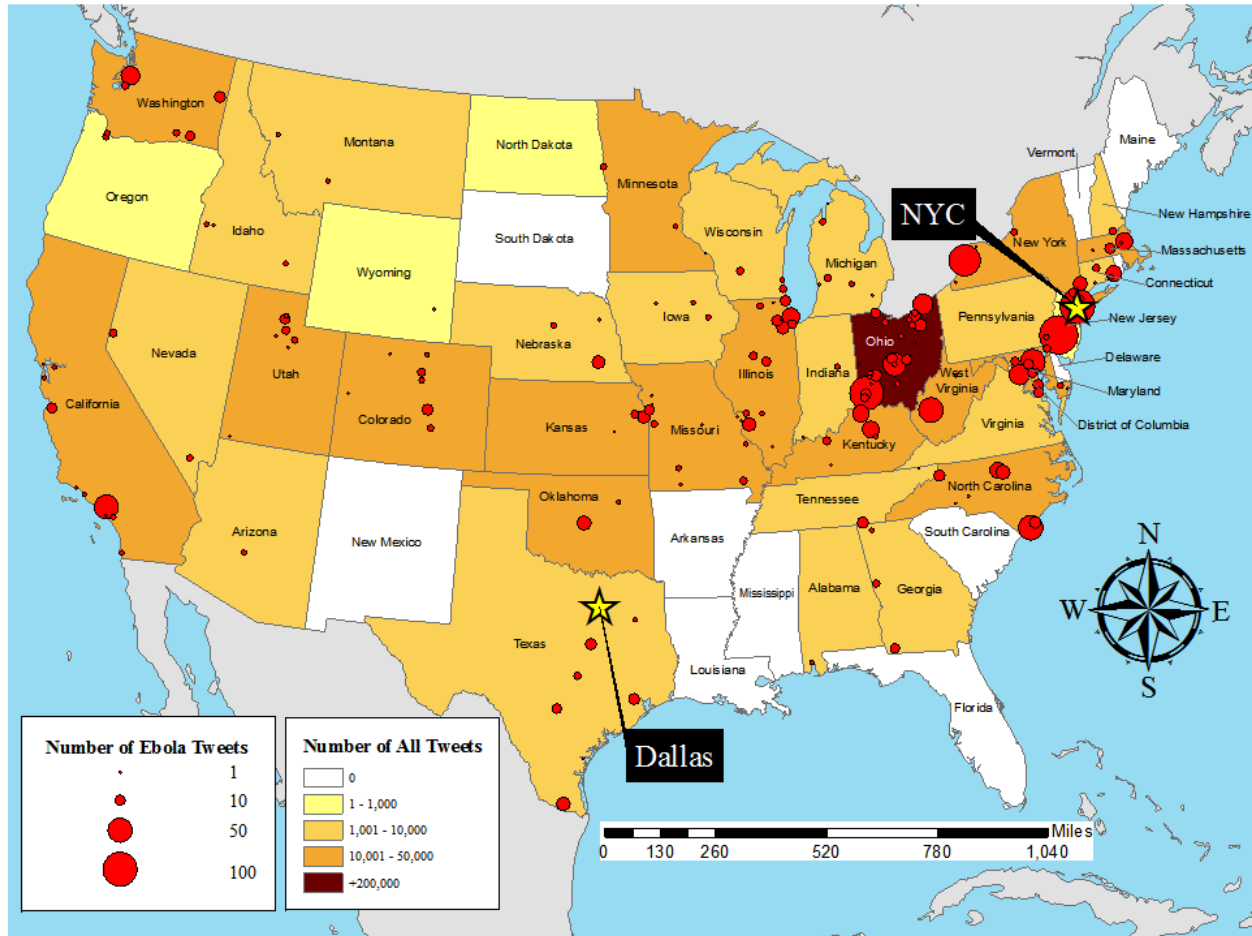 Washington
Montana
North Dakota
Minnesota
Maine
Vermont
Oregon
Idaho
South Dakota
Wisconsin
NYC
New Hampshire
New York
Massachusetts
Wyoming
Michigan
Connecticut
Iowa
Pennsylvania
New Jersey
Nevada
Nebraska
Ohio
Utah
Illinois
Indiana
West
Virginia
Delaware
Maryland
California
Colorado
Kansas
Missouri
Kentucky
Virginia
District of Columbia
Oklahoma
North Carolina
Tennessee
Arizona
New Mexico
Arkansas
South Carolina
N
Mississippi
Alabama
Georgia
W
E
Texas
Louisiana
S
Florida
Dallas
Number of Ebola Tweets
1
10
50
100
Number of All Tweets
0
1 - 1,000
1,001 - 10,000
10,001 - 50,000
+200,000
Miles
0 130 260 520 780 1,040